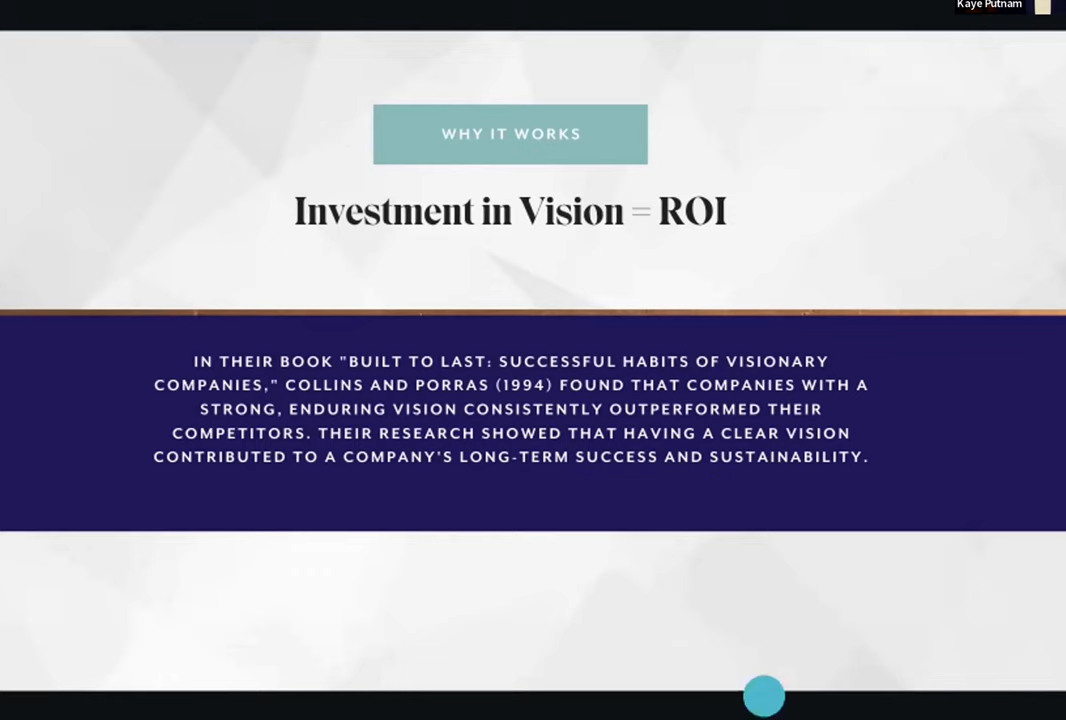 Kaye Putnam
WHY IT WORKS
Investment in Vision = ROI
IN THEIR BOOK "BUILT TO LAST: SUCCESSFUL HABITS OF VISIONARY
COMPANIES," COLLINS AND PORRAS (1994) FOUND THAT COMPANIES WITH A
STRONG, ENDURING VISION CONSISTENTLY OUTPERFORMED THEIR
COMPETITORS. THEIR RESEARCH SHOWED THAT HAVING A CLEAR VISION
CONTRIBUTED TO A COMPANY'S LONG-TERM SUCCESS AND SUSTAINABILITY.